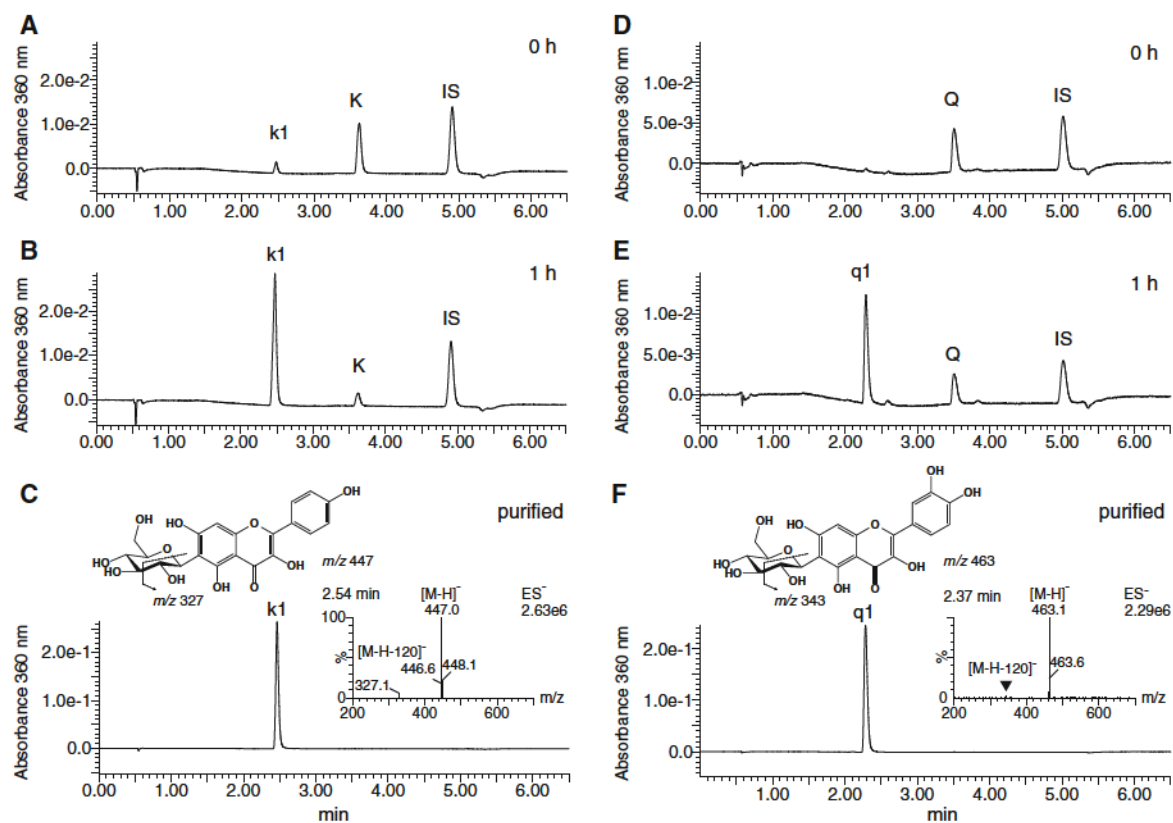 A
0 h
Absorbance 360 nm
2.0e-2
1.0e-2
0.0
k1
K
IS
0.00 1.00 2.00 3.00 4.00 5.00 6.00
B
1 h
Absorbance 360 nm
2.0e-2
1.0e-2
0.0
k1
K
IS
0.00 1.00 2.00 3.00 4.00 5.00 6.00
C
purified
OH
HO
O
OH
OH
O
HO
HO
OH
OH
O
m/z 447
m/z 327
2.54 min [M-H]⁻ ES⁻
447.0 2.63e6
k1
100
%
0
[M-H-120]⁻
446.6
448.1
327.1
m/z
200 400 600
Absorbance 360 nm
2.0e-1
1.0e-1
0.0
0.00 1.00 2.00 3.00 4.00 5.00 6.00
min
D
0 h
Absorbance 360 nm
1.0e-2
5.0e-3
0.0
Q
IS
0.00 1.00 2.00 3.00 4.00 5.00 6.00
E
1 h
Absorbance 360 nm
1.0e-2
5.0e-3
0.0
q1
Q
IS
0.00 1.00 2.00 3.00 4.00 5.00 6.00
F
purified
OH
OH
HO
O
OH
OH
O
HO
HO
OH
OH
O
m/z 463
m/z 343
2.37 min [M-H]⁻ ES⁻
463.1 2.29e6
q1
%
0
[M-H-120]⁻
463.6
m/z
200 400 600
Absorbance 360 nm
2.0e-1
1.0e-1
0.0
0.00 1.00 2.00 3.00 4.00 5.00 6.00
min